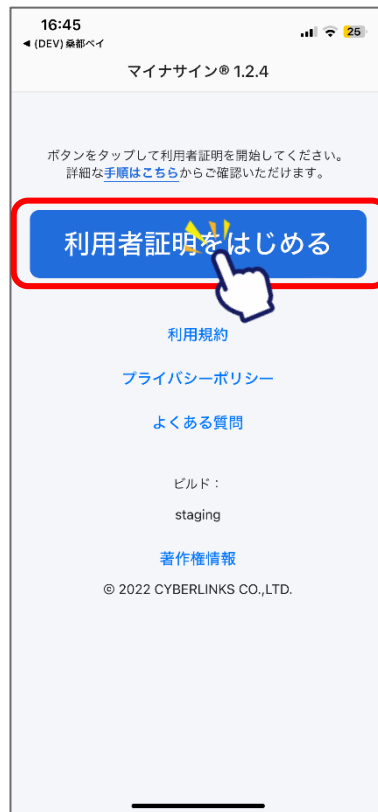 16:45
25
◀ (DEV) 桑都ペイ
マイナサイン® 1.2.4
ボタンをタップして利用者証明を開始してください。
詳細な手順はこちらからご確認いただけます。
利用者証明をはじめる
利用規約
プライバシーポリシー
よくある質問
ビルド：
staging
著作権情報
© 2022 CYBERLINKS CO.,LTD.